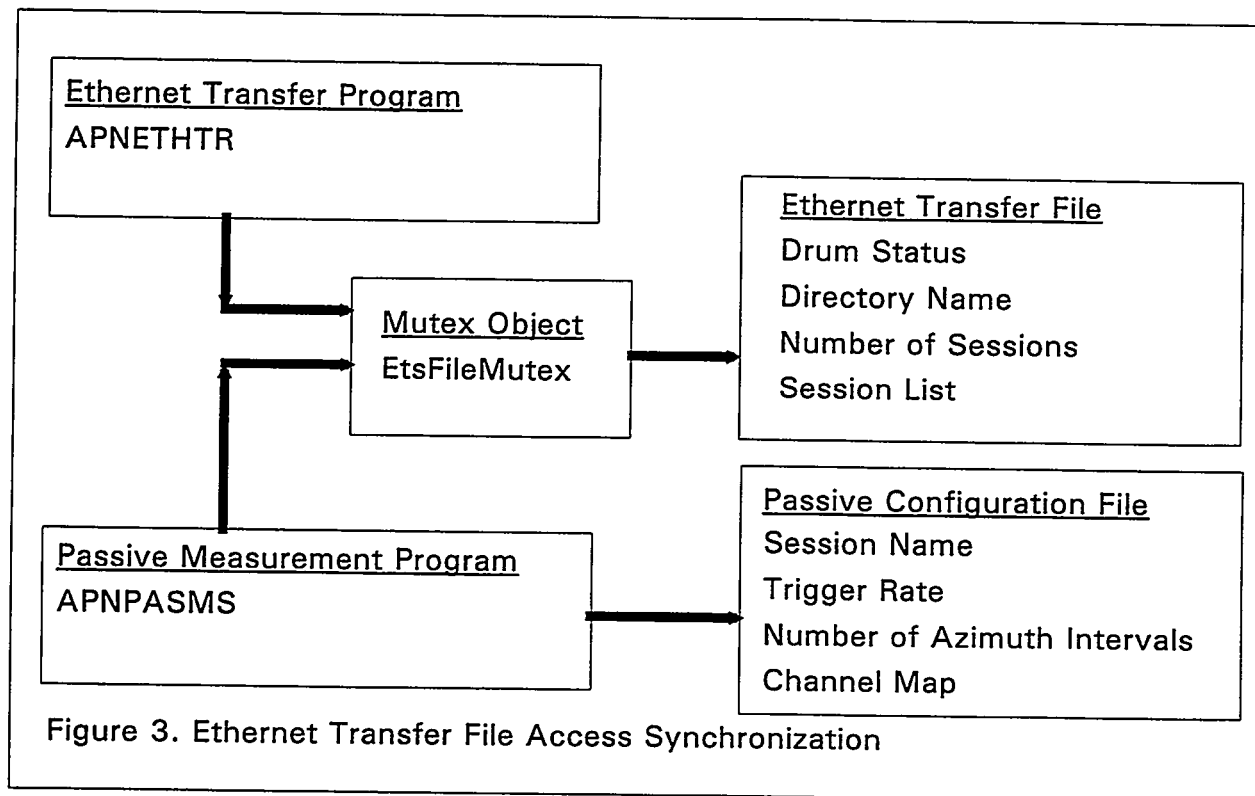 Ethernet Transfer Program
APNETHTR
Ethernet Transfer File
Drum Status
Directory Name
Number of Sessions
Session List
Mutex Object
EtsFileMutex
Passive Measurement Program
APNPASMS
Passive Configuration File
Session Name
Trigger Rate
Number of Azimuth Intervals
Channel Map
Figure 3. Ethernet Transfer File Access Synchronization